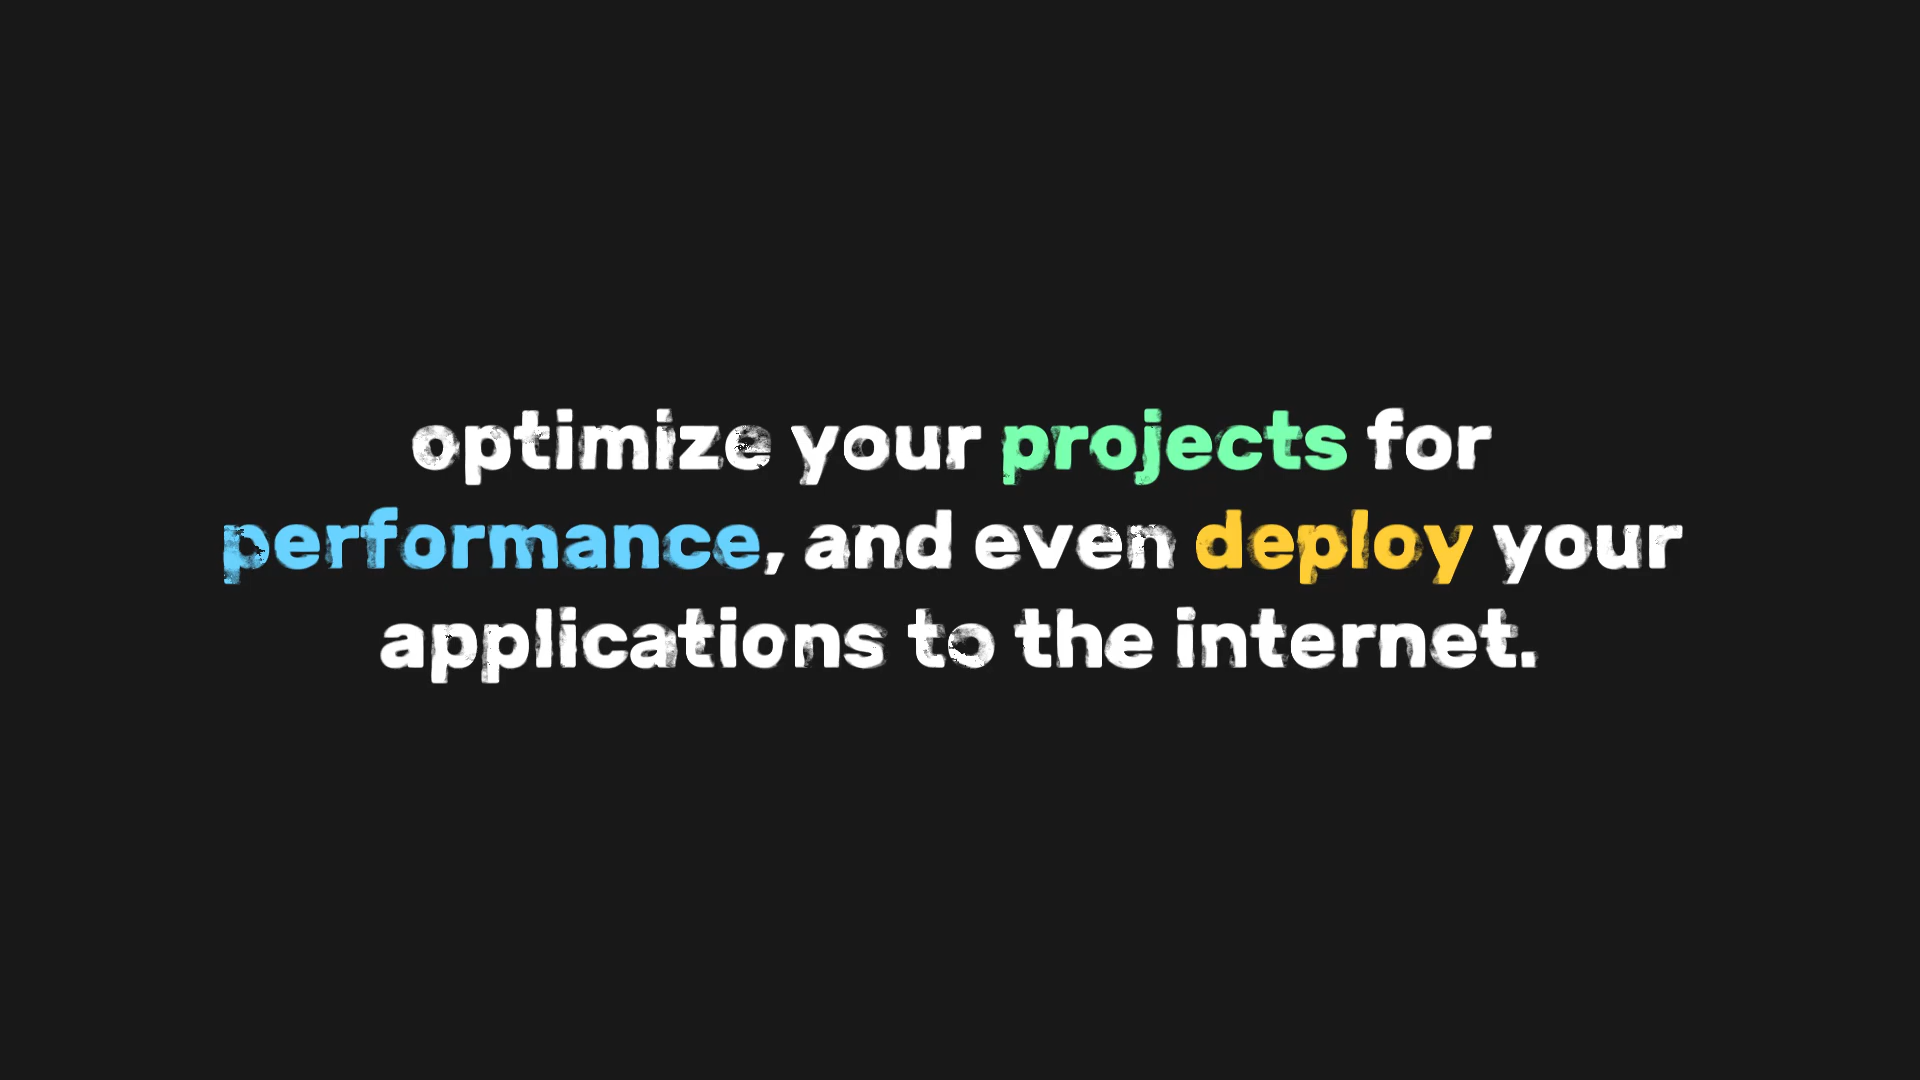 optimize your projects for
performance, and even deploy your
applications to the internet.